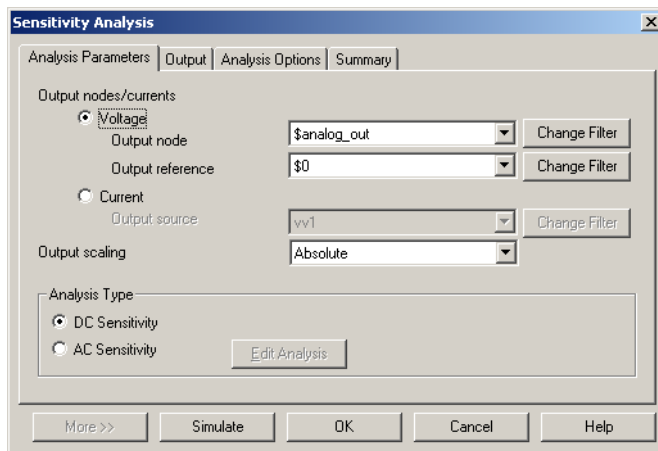 Sensitivity Analysis
Analysis Parameters Output Analysis Options Summary
Output nodes/currents
Voltage
Output node $analog_out Change Filter
Output reference $0 Change Filter
Current
Output source vv1 Change Filter
Output scaling Absolute
Analysis Type
DC Sensitivity
AC Sensitivity Edit Analysis
More >> Simulate OK Cancel Help